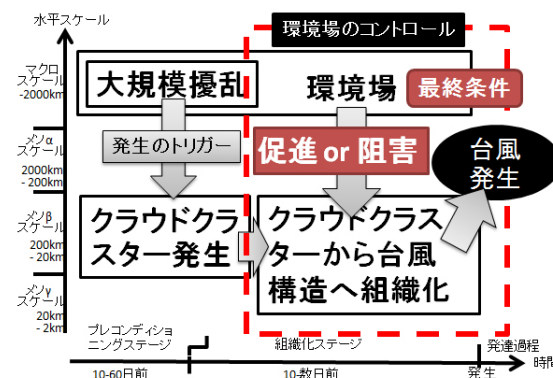 水平スケール
環境場のコントロール
マクロ
スケール
-2000km
大規模擾乱
環境場
最終条件
メソα
スケール
2000km
- 200km
発生のトリガー
促進 or 阻害
台風
発生
メソβ
スケール
200km
- 20km
クラウドクラ
スター発生
クラウドクラス
ターから台風
構造へ組織化
メソγ
スケール
20km
- 2km
プレコンディショ
ニングステージ
組織化ステージ
発達過程
時間
10-60日前
10-数日前
発生